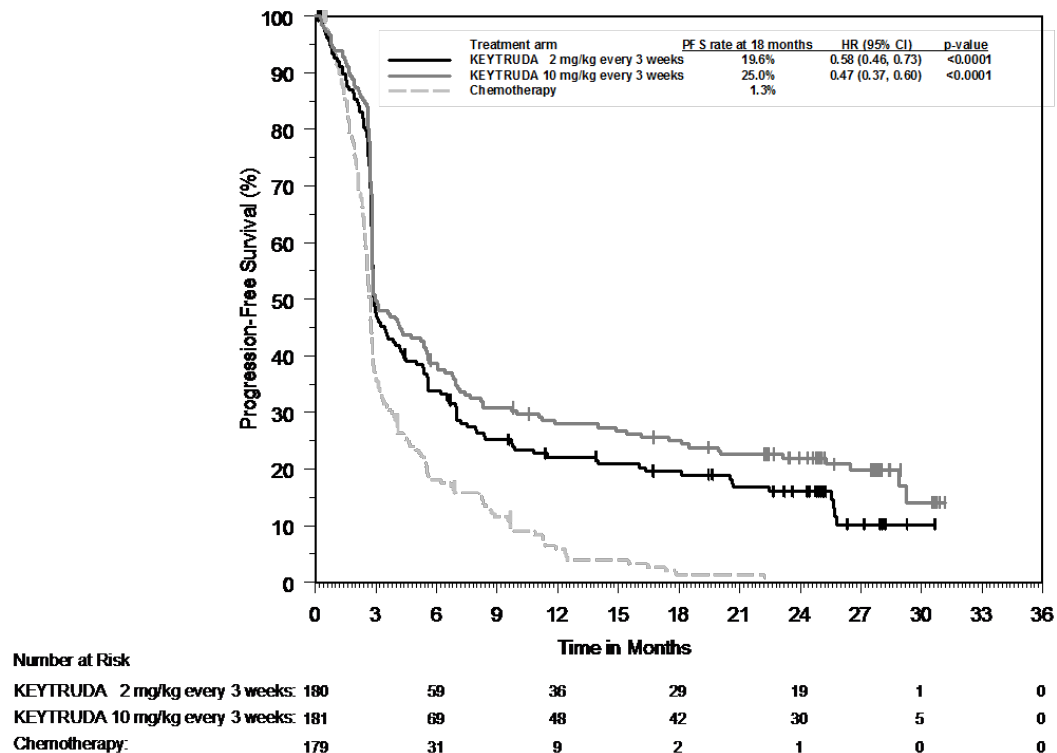 Treatment arm PFS rate at 18 months HR (95% CI) p-value
KEYTRUDA 2 mg/kg every 3 weeks 19.6% 0.58 (0.46, 0.73) <0.0001
KEYTRUDA 10 mg/kg every 3 weeks 25.0% 0.47 (0.37, 0.60) <0.0001
Chemotherapy 1.3%
Progression-Free Survival (%)
100
90
80
70
60
50
40
30
20
10
0
0 3 6 9 12 15 18 21 24 27 30 33 36
Time in Months
Number at Risk
KEYTRUDA 2 mg/kg every 3 weeks: 180 59 36 29 19 1 0
KEYTRUDA 10 mg/kg every 3 weeks: 181 69 48 42 30 5 0
Chemotherapy: 179 31 9 2 1 0 0